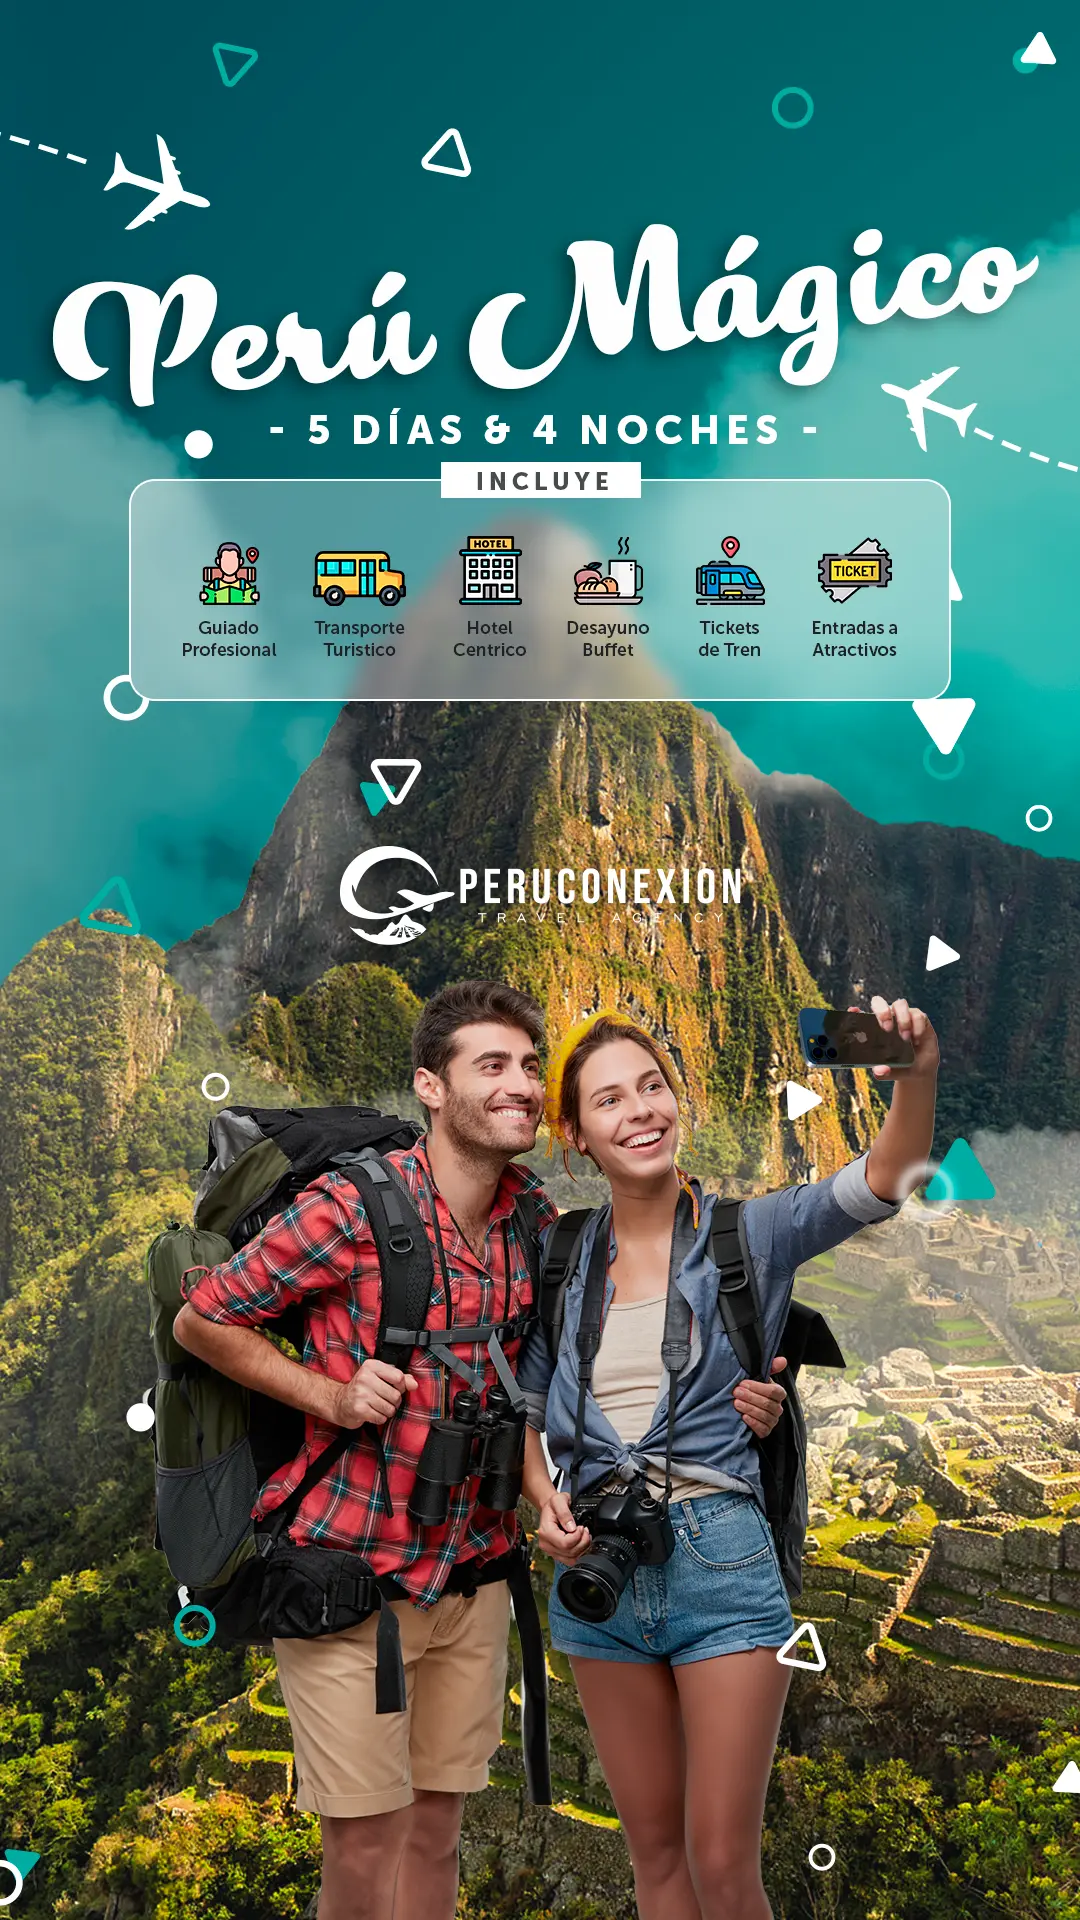 Perú Mágico
- 5 DÍAS & 4 NOCHES -
INCLUYE
HOTEL
TICKET
Guiado
Profesional
Transporte
Turistico
Hotel
Centrico
Desayuno
Buffet
Tickets
de Tren
Entradas a
Atractivos
PERUCONEXION
TRAVEL AGENCY